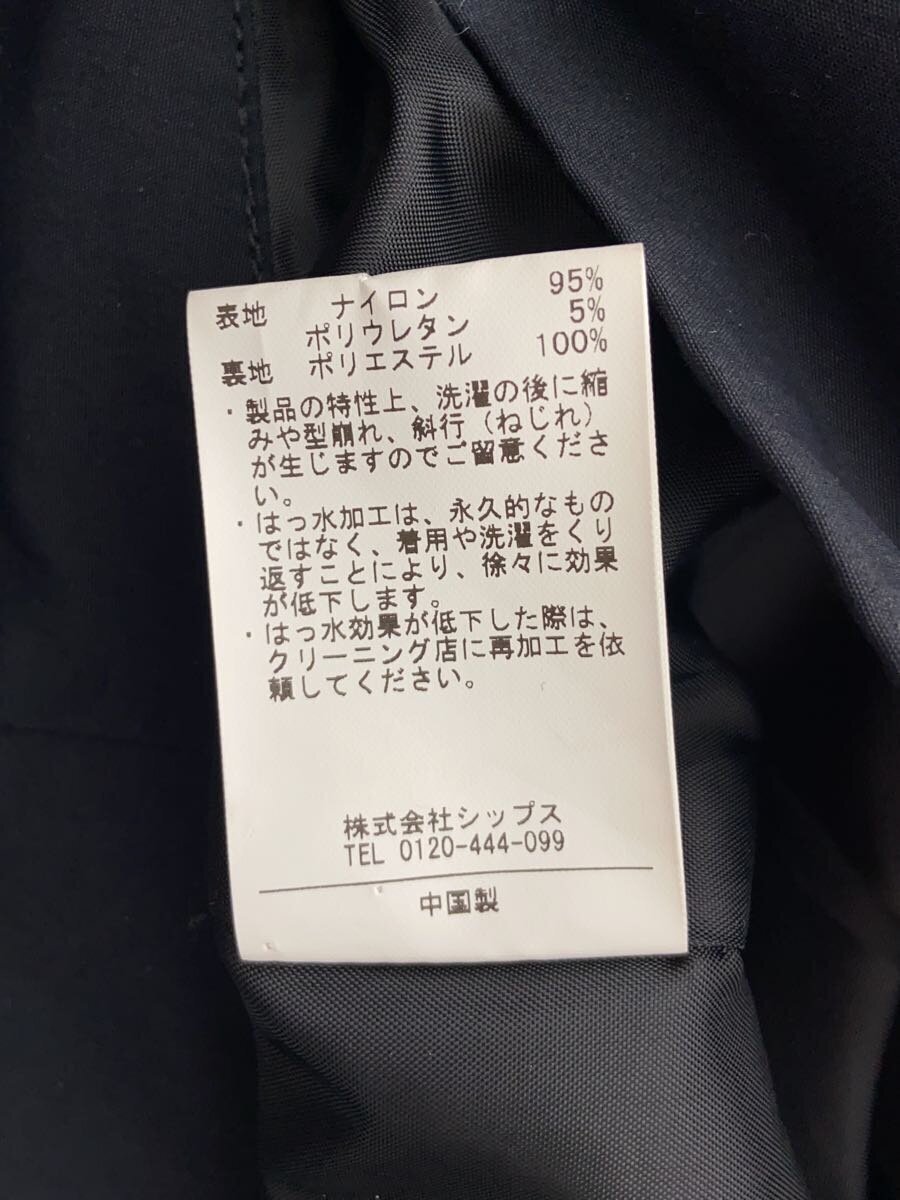 表地 ナイロン 95%
ポリウレタン 5%
裏地 ポリエステル 100%
・製品の特性上、洗濯の後に縮
みや型崩れ、斜行(ねじれ)
が生じますのでご留意くださ
い。
・はっ水加工は、永久的なもの
ではなく、着用や洗濯をくり
返すことにより、徐々に効果
が低下します。
・はっ水効果が低下した際は、
クリーニング店に再加工を依
頼してください。
株式会社シップス
TEL 0120-444-099
中国製